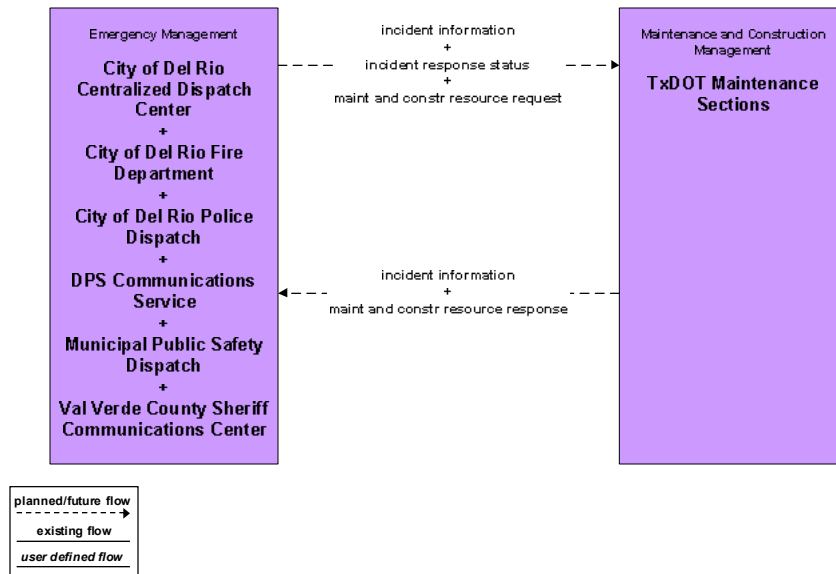 Emergency Management
City of Del Rio
Centralized Dispatch
Center
+
City of Del Rio Fire
Department
+
City of Del Rio Police
Dispatch
+
DPS Communications
Service
+
Municipal Public Safety
Dispatch
+
Val Verde County Sheriff
Communications Center
incident information
+
incident response status
+
maint and constr resource request
incident information
+
maint and constr resource response
Maintenance and Construction
Management
TxDOT Maintenance
Sections
planned/future flow
existing flow
user defined flow